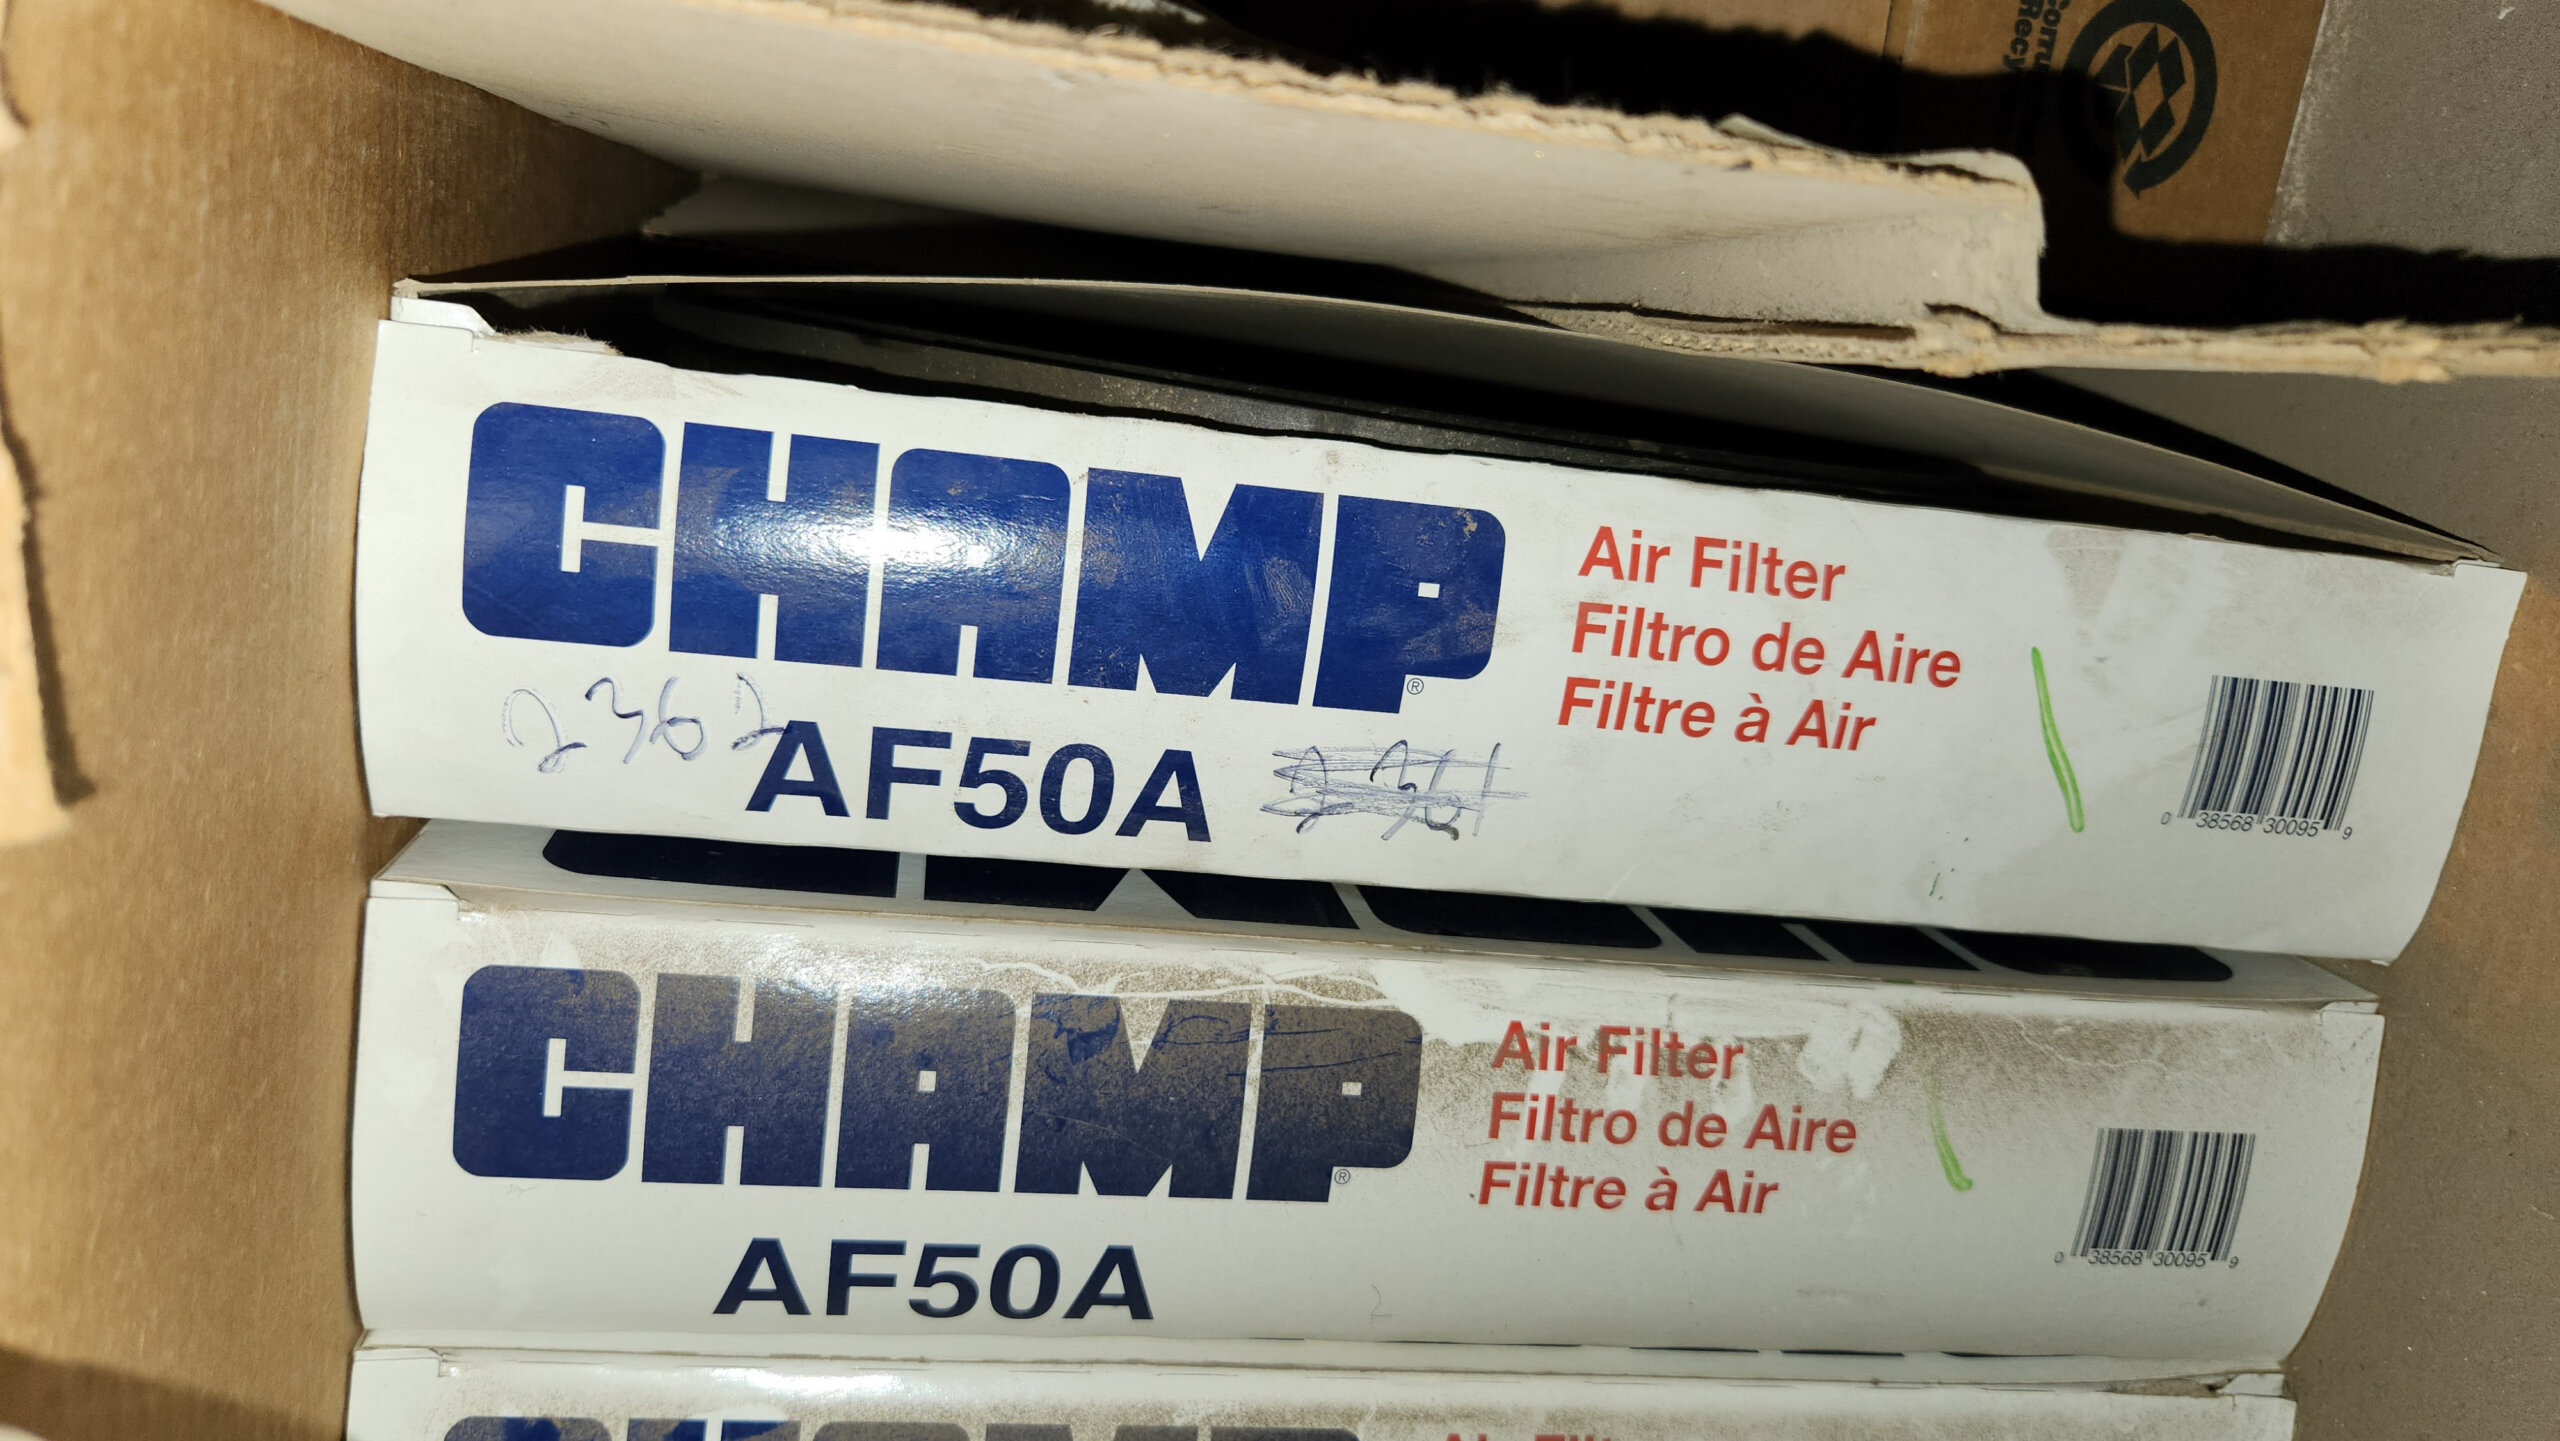 CHAMP®
Air Filter
Filtro de Aire
Filtre à Air
2362
AF50A
2361
0 38568 30095 9
CHAMP®
Air Filter
Filtro de Aire
Filtre à Air
AF50A
0 38568 30095 9